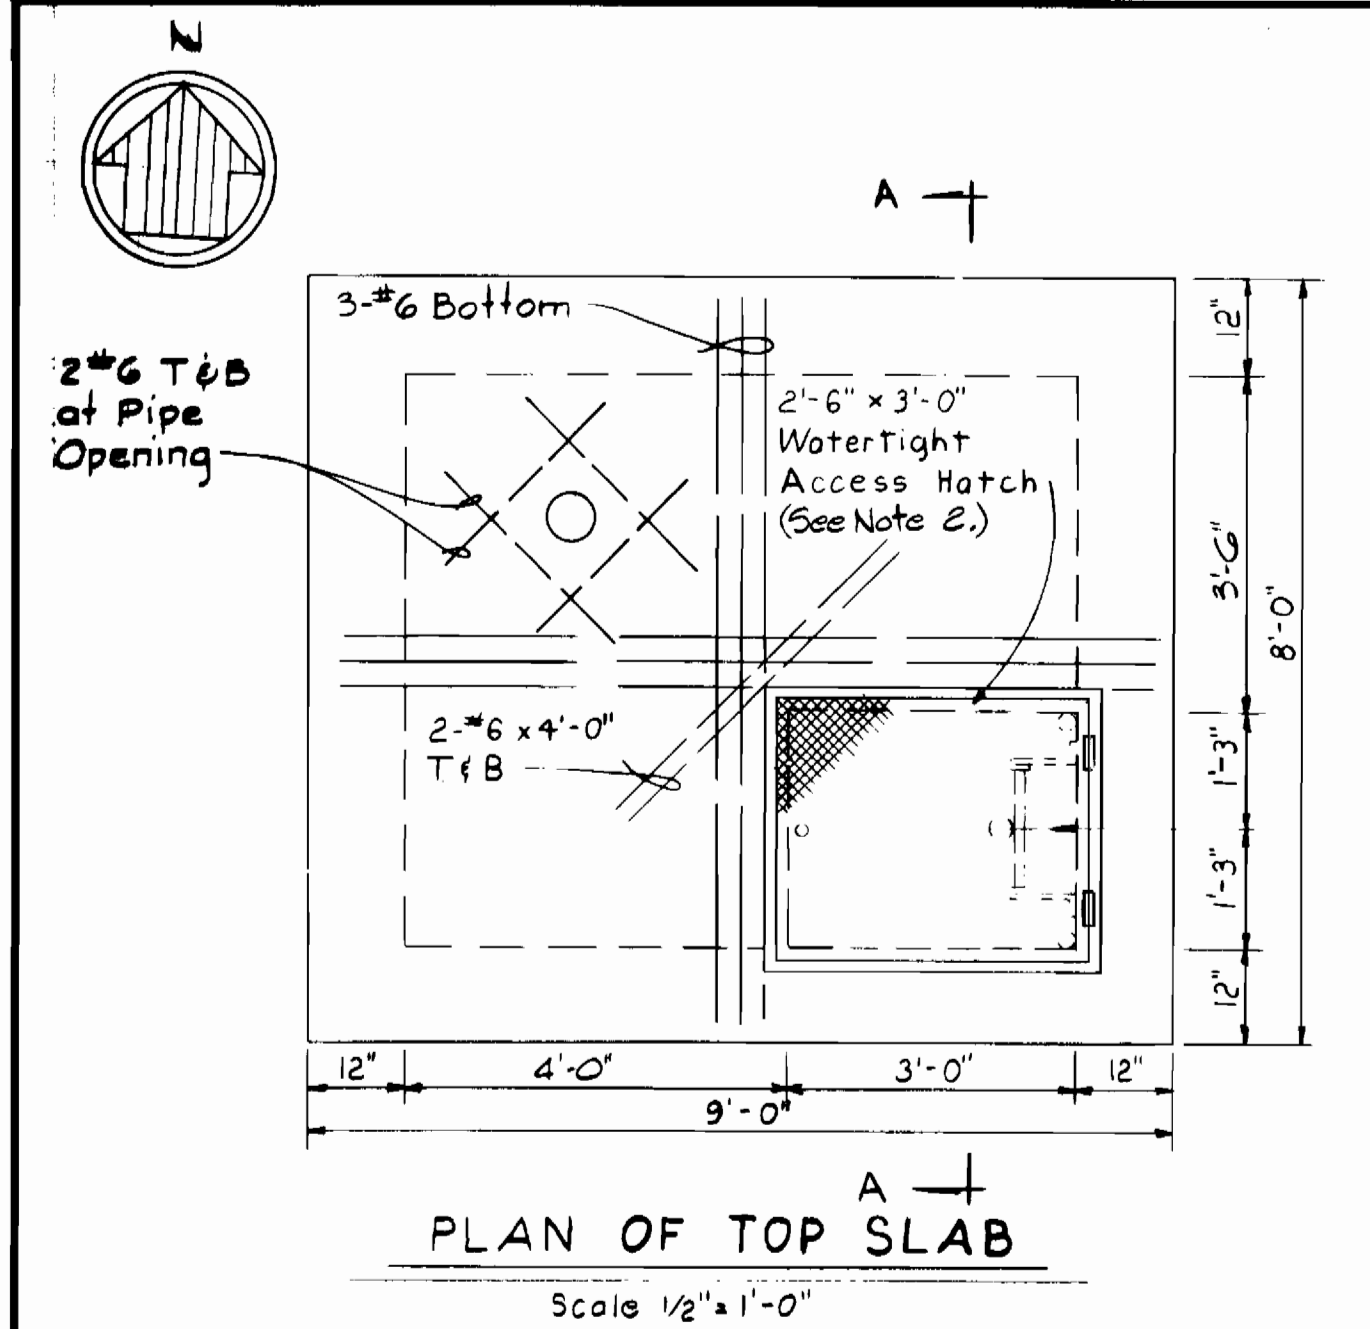 N
A
3-#6 Bottom
2#6 T&B
at Pipe
Opening
2'-6" x 3'-0"
Watertight
Access Hatch
(See Note 2.)
2-#6 x 4'-0"
T & B
12"
3'-6"
8'-0"
1'-3"
1'-3"
12"
12"
4'-0"
3'-0"
12"
9'-0"
A
PLAN OF TOP SLAB
Scale 1/2" = 1'-0"